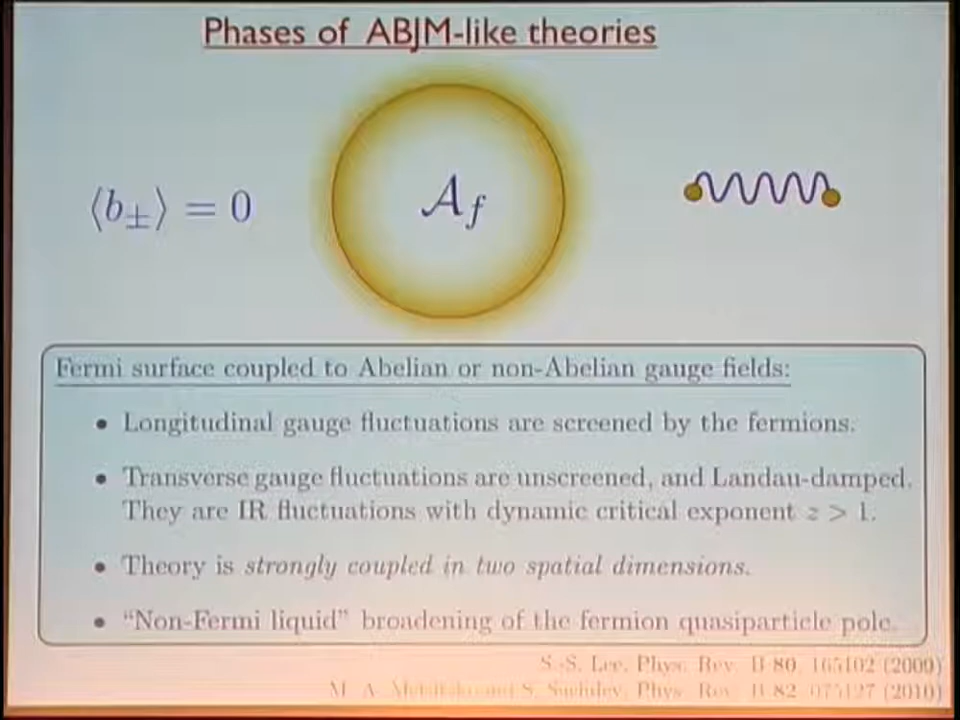 Phases of ABJM-like theories
⟨b±⟩ = 0
𝒜f
Fermi surface coupled to Abelian or non-Abelian gauge fields:
• Longitudinal gauge fluctuations are screened by the fermions.
• Transverse gauge fluctuations are unscreened, and Landau-damped.
They are IR fluctuations with dynamic critical exponent z > 1.
• Theory is strongly coupled in two spatial dimensions.
• “Non-Fermi liquid” broadening of the fermion quasiparticle pole.
S.-S. Lee, Phys. Rev. B 80, 165102 (2009)
M. A. and S. Sachdev, Phys. Rev. B 82, 075127 (2010)